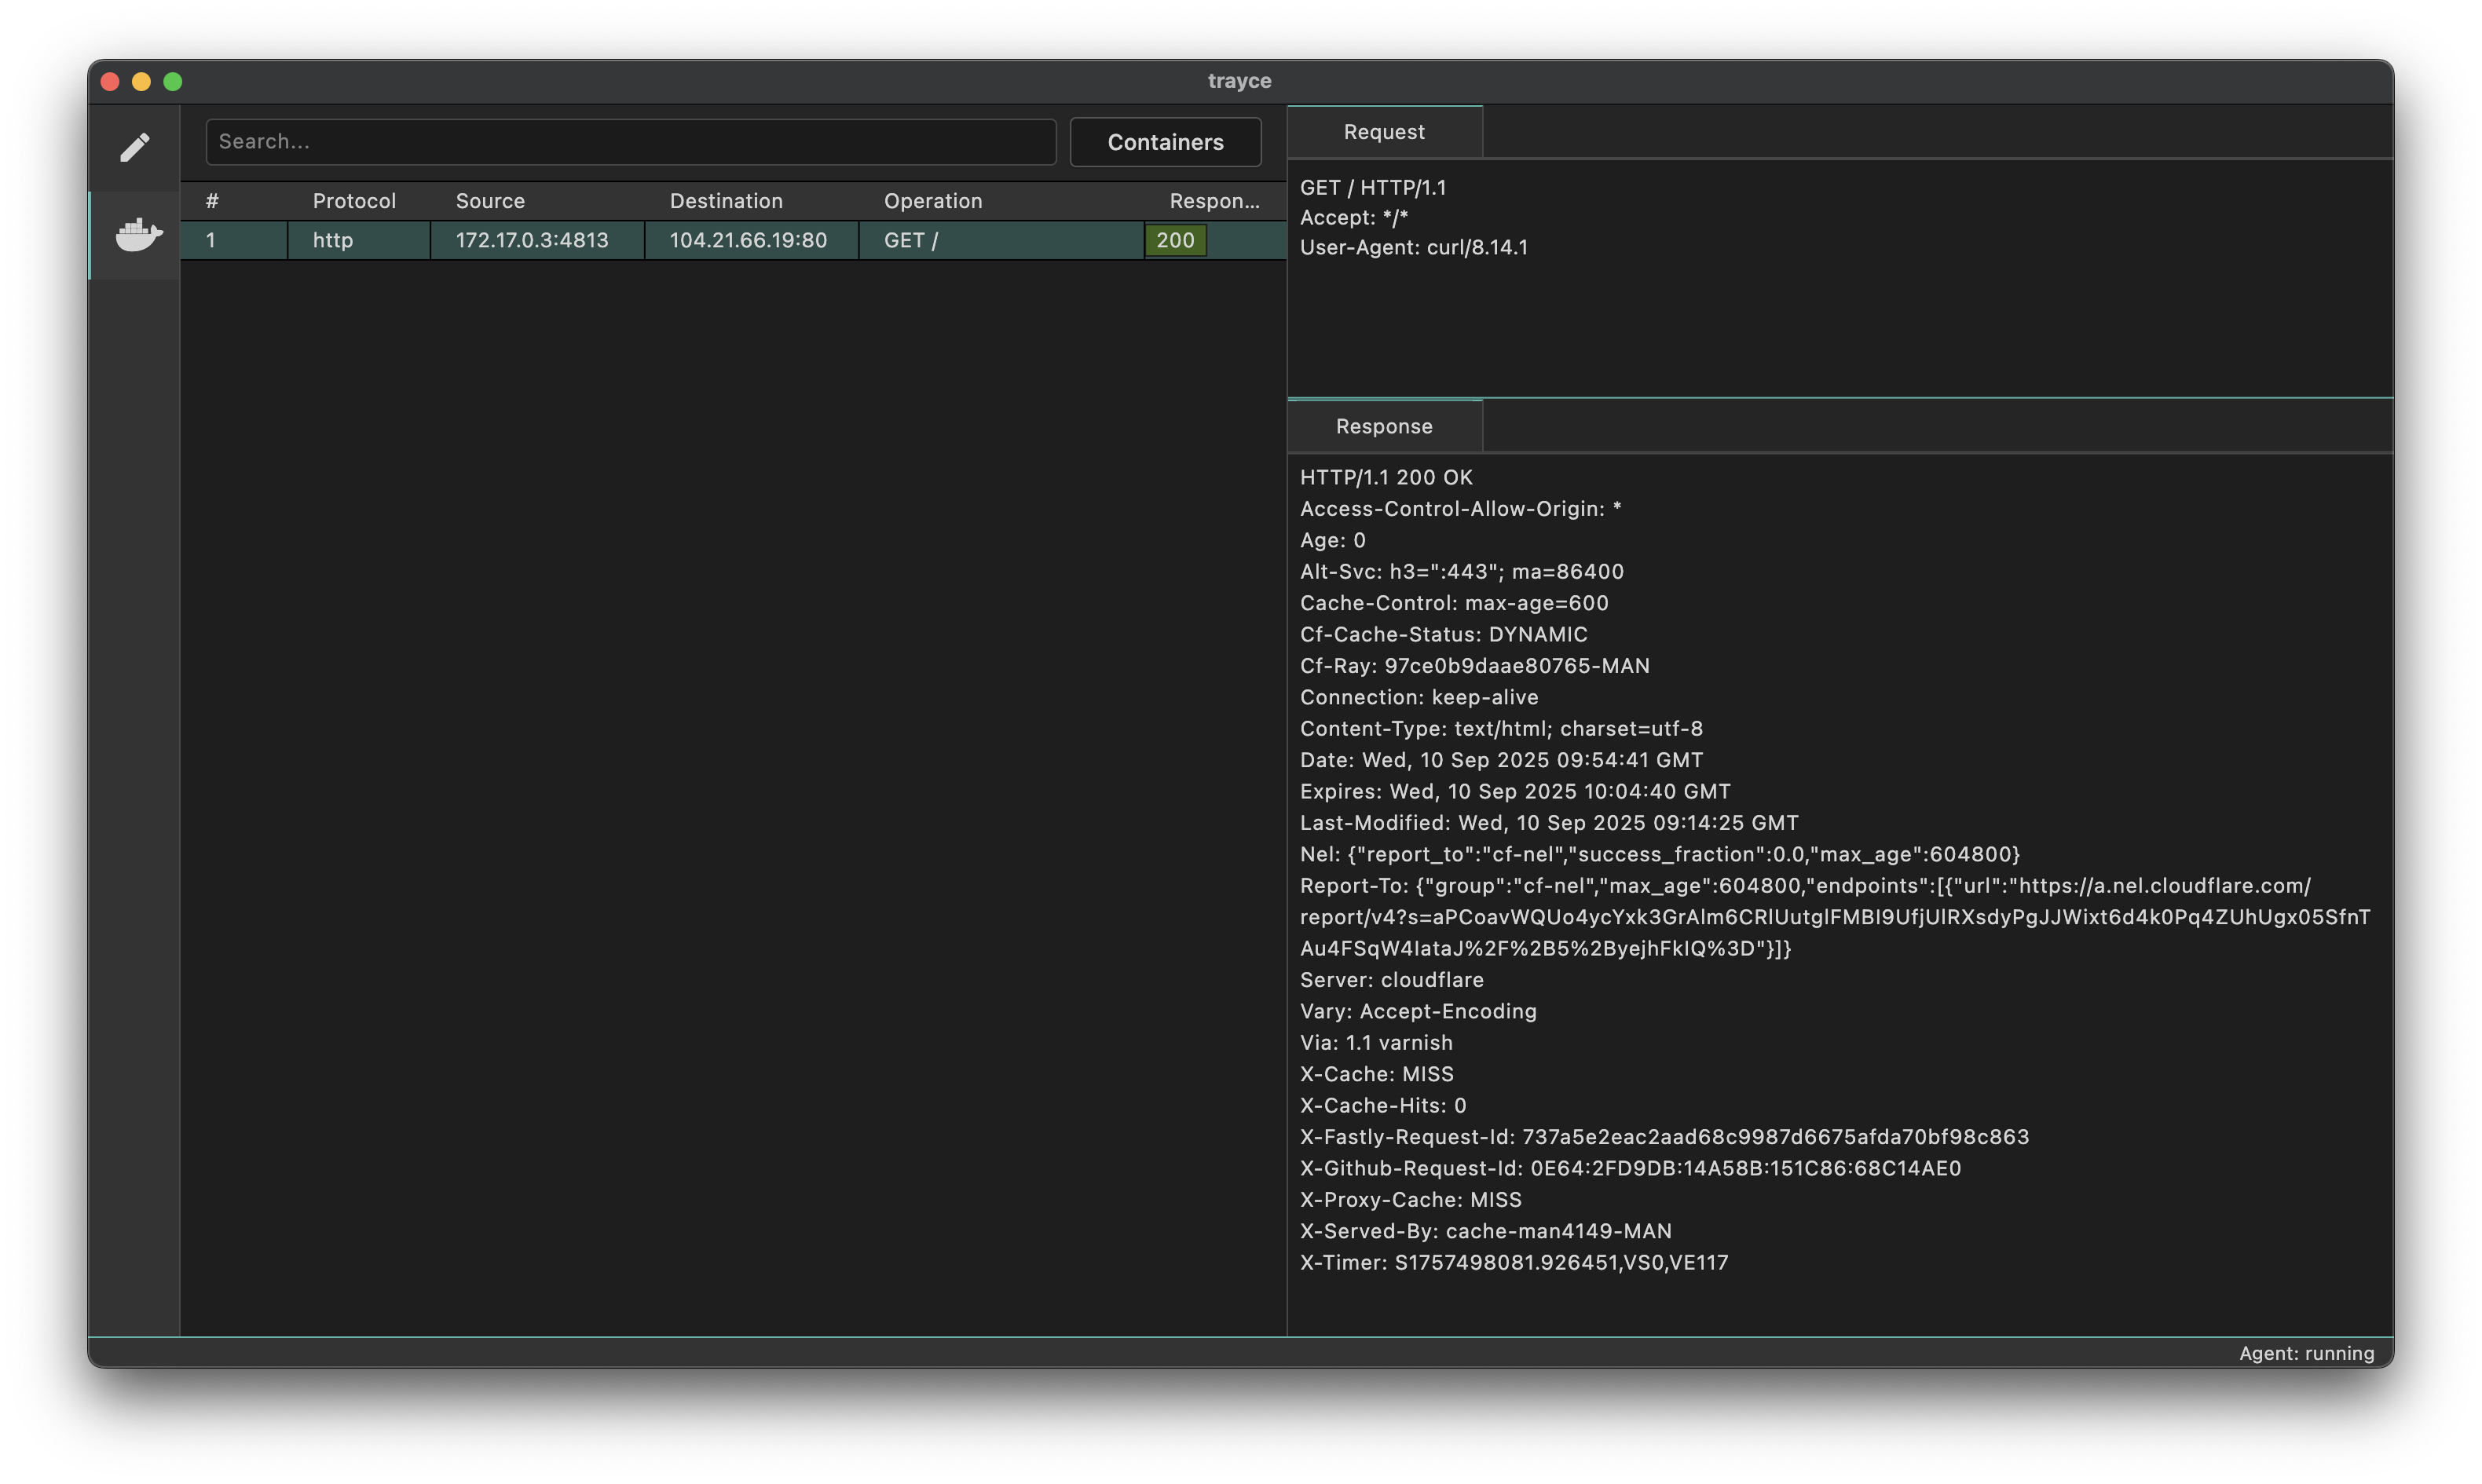 trayce
Search...
Containers
# Protocol Source Destination Operation Respon...
1 http 172.17.0.3:4813 104.21.66.19:80 GET / 200
Request
GET / HTTP/1.1
Accept: */*
User-Agent: curl/8.14.1
Response
HTTP/1.1 200 OK
Access-Control-Allow-Origin: *
Age: 0
Alt-Svc: h3=":443"; ma=86400
Cache-Control: max-age=600
Cf-Cache-Status: DYNAMIC
Cf-Ray: 97ce0b9daae80765-MAN
Connection: keep-alive
Content-Type: text/html; charset=utf-8
Date: Wed, 10 Sep 2025 09:54:41 GMT
Expires: Wed, 10 Sep 2025 10:04:40 GMT
Last-Modified: Wed, 10 Sep 2025 09:14:25 GMT
Nel: {"report_to":"cf-nel","success_fraction":0.0,"max_age":604800}
Report-To: {"group":"cf-nel","max_age":604800,"endpoints":[{"url":"https://a.nel.cloudflare.com/
report/v4?s=aPCoavWQUo4ycYxk3GrAlm6CRlUutglFMBI9UfjUlRXsdyPgJJWixt6d4k0Pq4ZUhUgx05SfnT
Au4FSqW4IataJ%2F%2B5%2ByejhFkIQ%3D"}]}
Server: cloudflare
Vary: Accept-Encoding
Via: 1.1 varnish
X-Cache: MISS
X-Cache-Hits: 0
X-Fastly-Request-Id: 737a5e2eac2aad68c9987d6675afda70bf98c863
X-Github-Request-Id: 0E64:2FD9DB:14A58B:151C86:68C14AE0
X-Proxy-Cache: MISS
X-Served-By: cache-man4149-MAN
X-Timer: S1757498081.926451,VS0,VE117
Agent: running